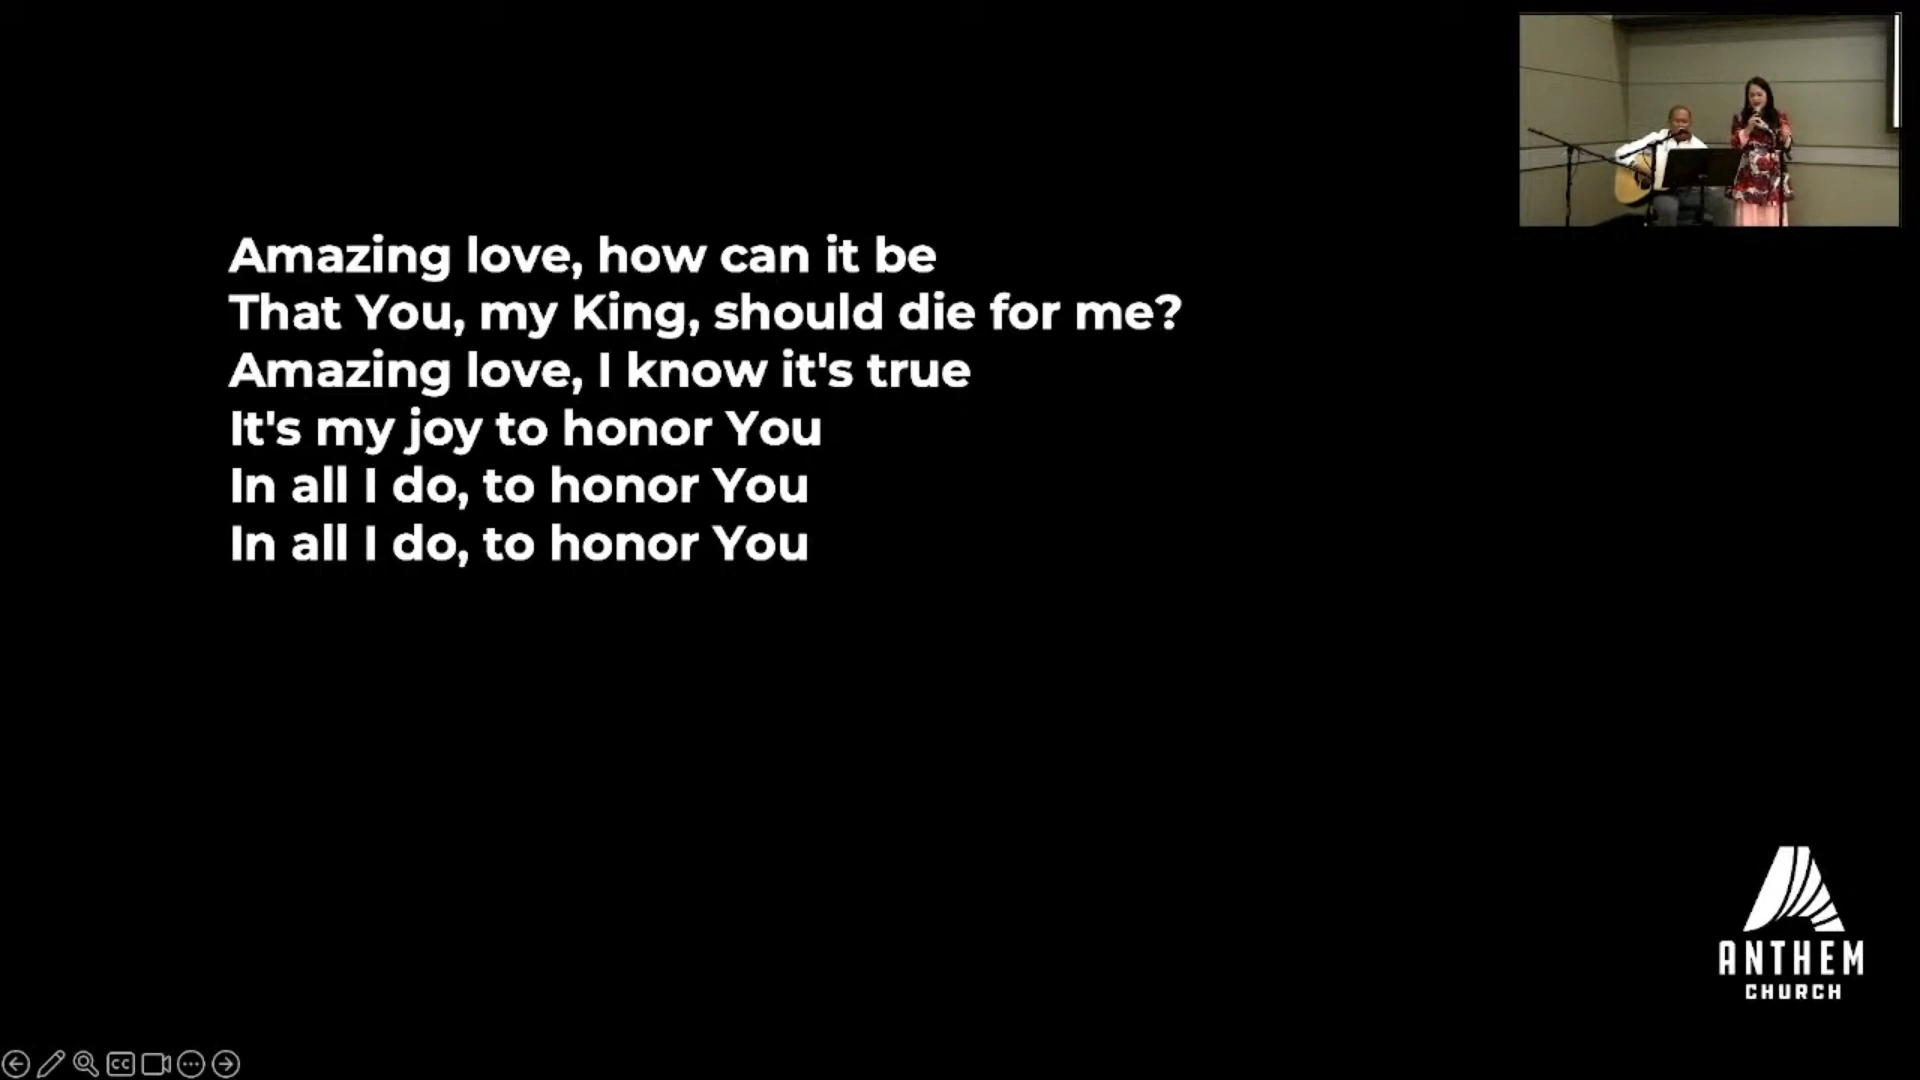 Amazing love, how can it be
That You, my King, should die for me?
Amazing love, I know it's true
It's my joy to honor You
In all I do, to honor You
In all I do, to honor You
ANTHEM
CHURCH
CC